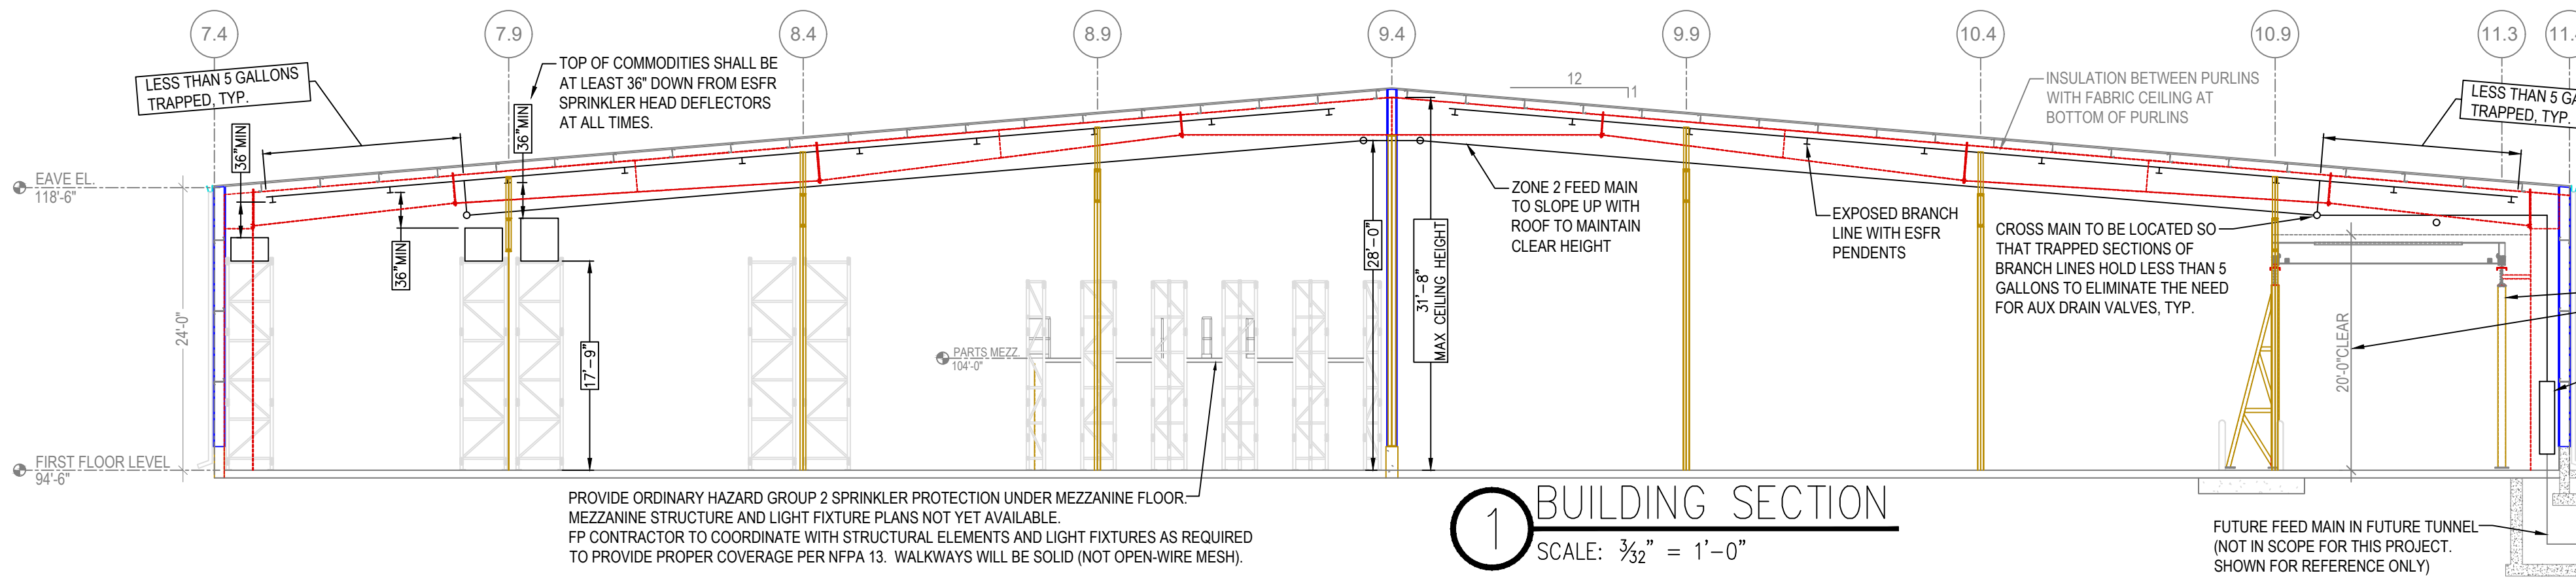 7.4
7.9
8.4
8.9
9.4
9.9
10.4
10.9
11.3
LESS THAN 5 GALLONS
TRAPPED, TYP.
TOP OF COMMODITIES SHALL BE
AT LEAST 36" DOWN FROM ESFR
SPRINKLER HEAD DEFLECTORS
AT ALL TIMES.
36"MIN
36"MIN
36"MIN
12
1
INSULATION BETWEEN PURLINS
WITH FABRIC CEILING AT
BOTTOM OF PURLINS
LESS THAN 5
TRAPPED, TYP.
EAVE EL.
118'-6"
24'-0"
FIRST FLOOR LEVEL
94'-6"
17'-9"
PARTS MEZZ.
104'-0"
28'-0"
31'-8"
MAX CEILING HEIGHT
ZONE 2 FEED MAIN
TO SLOPE UP WITH
ROOF TO MAINTAIN
CLEAR HEIGHT
EXPOSED BRANCH
LINE WITH ESFR
PENDENTS
CROSS MAIN TO BE LOCATED SO
THAT TRAPPED SECTIONS OF
BRANCH LINES HOLD LESS THAN 5
GALLONS TO ELIMINATE THE NEED
FOR AUX DRAIN VALVES, TYP.
20'-0"CLEAR
PROVIDE ORDINARY HAZARD GROUP 2 SPRINKLER PROTECTION UNDER MEZZANINE FLOOR.
MEZZANINE STRUCTURE AND LIGHT FIXTURE PLANS NOT YET AVAILABLE.
FP CONTRACTOR TO COORDINATE WITH STRUCTURAL ELEMENTS AND LIGHT FIXTURES AS REQUIRED
TO PROVIDE PROPER COVERAGE PER NFPA 13. WALKWAYS WILL BE SOLID (NOT OPEN-WIRE MESH).
1
BUILDING SECTION
SCALE: 3/32" = 1'-0"
FUTURE FEED MAIN IN FUTURE TUNNEL
(NOT IN SCOPE FOR THIS PROJECT.
SHOWN FOR REFERENCE ONLY)